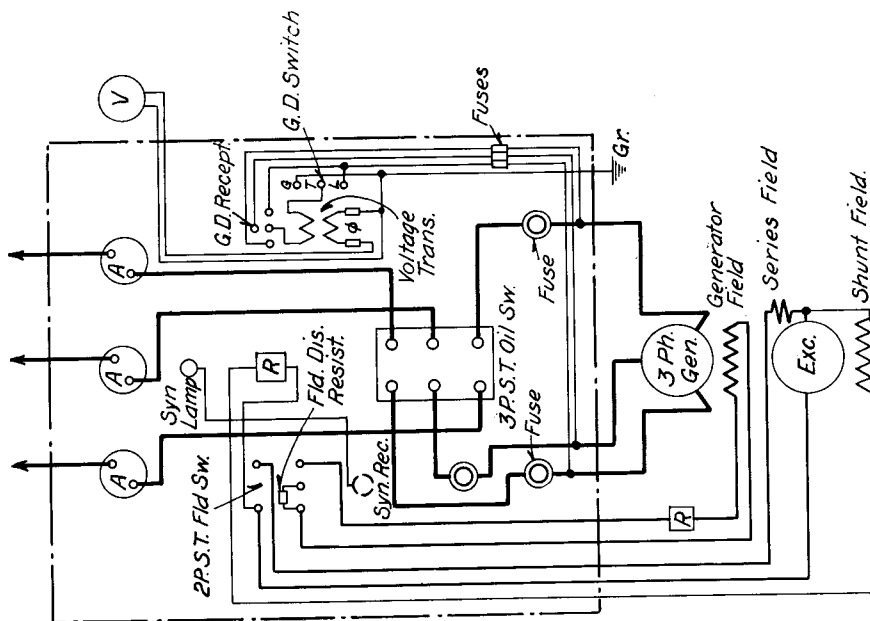 V
G.D. Switch
G.D. Recept.
Fuses
G
T
L
Gr.
Voltage
Trans.
φ
A
A
A
Syn
Lamp
R
Fld. Dis.
Resist.
2P.S.T. Fld Sw.
Syn. Rec.
3P.S.T. Oil Sw.
Fuse
Fuse
R
3 Ph.
Gen.
Generator
Field
Series Field
Exc.
Shunt Field.